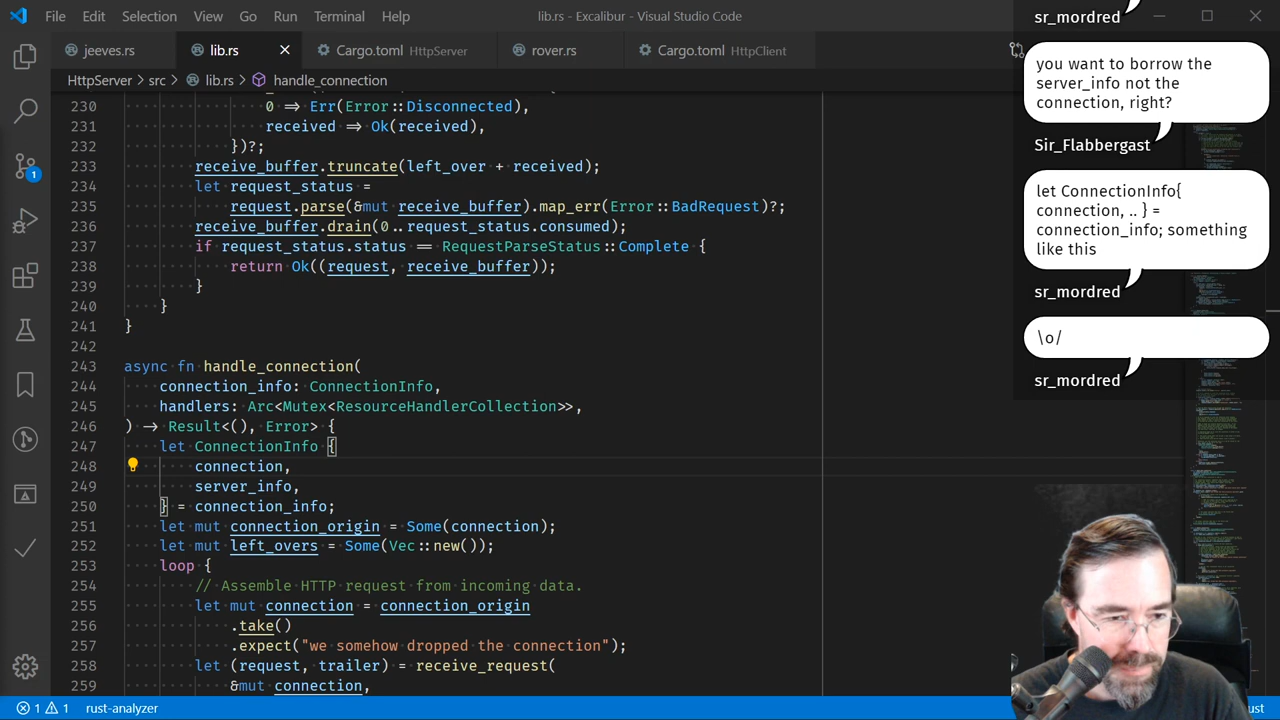 File Edit Selection View Go Run Terminal Help
lib.rs - Excalibur - Visual Studio Code
jeeves.rs lib.rs Cargo.toml HttpServer rover.rs Cargo.toml HttpClient
HttpServer > src > lib.rs > handle_connection
230 0 => Err(Error::Disconnected),
231 received => Ok(received),
232 })?;
233 receive_buffer.truncate(left_over + received);
234 let request_status =
235 request.parse(&mut receive_buffer).map_err(Error::BadRequest)?;
236 receive_buffer.drain(0..request_status.consumed);
237 if request_status.status == RequestParseStatus::Complete {
238 return Ok((request, receive_buffer));
239 }
240 }
241 }
242
243 async fn handle_connection(
244 connection_info: ConnectionInfo,
245 handlers: Arc<Mutex<ResourceHandlerCollection>>,
246 ) -> Result<(), Error> {
247 let ConnectionInfo {
248 connection,
249 server_info,
250 } = connection_info;
251 let mut connection_origin = Some(connection);
252 let mut left_overs = Some(Vec::new());
253 loop {
254 // Assemble HTTP request from incoming data.
255 let mut connection = connection_origin
256 .take()
257 .expect("we somehow dropped the connection");
258 let (request, trailer) = receive_request(
259 &mut connection,
sr_mordred
you want to borrow the
server_info not the
connection, right?
Sir_Flabbergast
let ConnectionInfo{
connection, .. } =
connection_info; something
like this
sr_mordred
\o/
sr_mordred
1
1 1 rust-analyzer